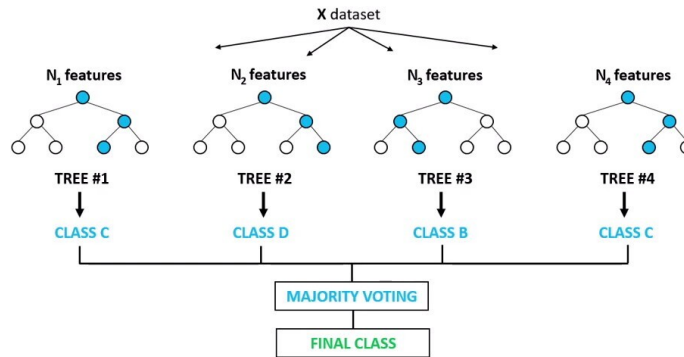 X dataset
N₁ features
N₂ features
N₃ features
N₄ features
TREE #1
TREE #2
TREE #3
TREE #4
CLASS C
CLASS D
CLASS B
CLASS C
MAJORITY VOTING
FINAL CLASS